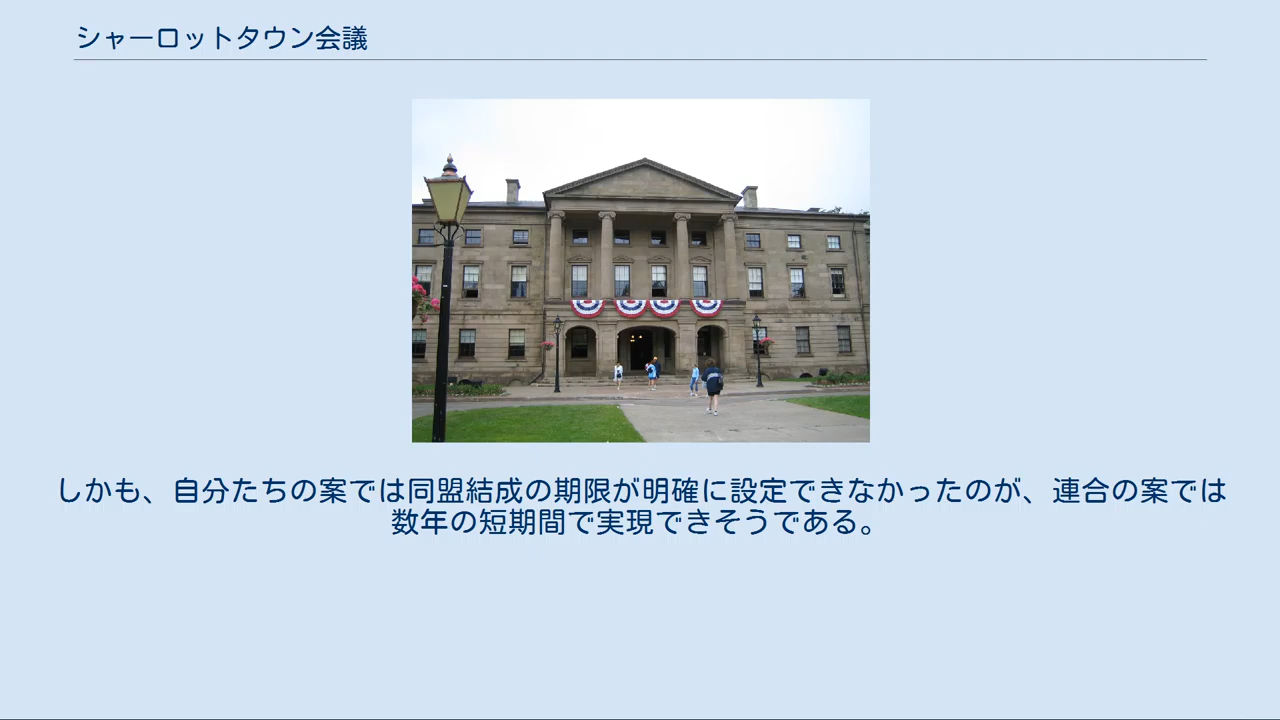 シャーロットタウン会議
しかも、自分たちの案では同盟結成の期限が明確に設定できなかったのが、連合の案では
数年の短期間で実現できそうである。